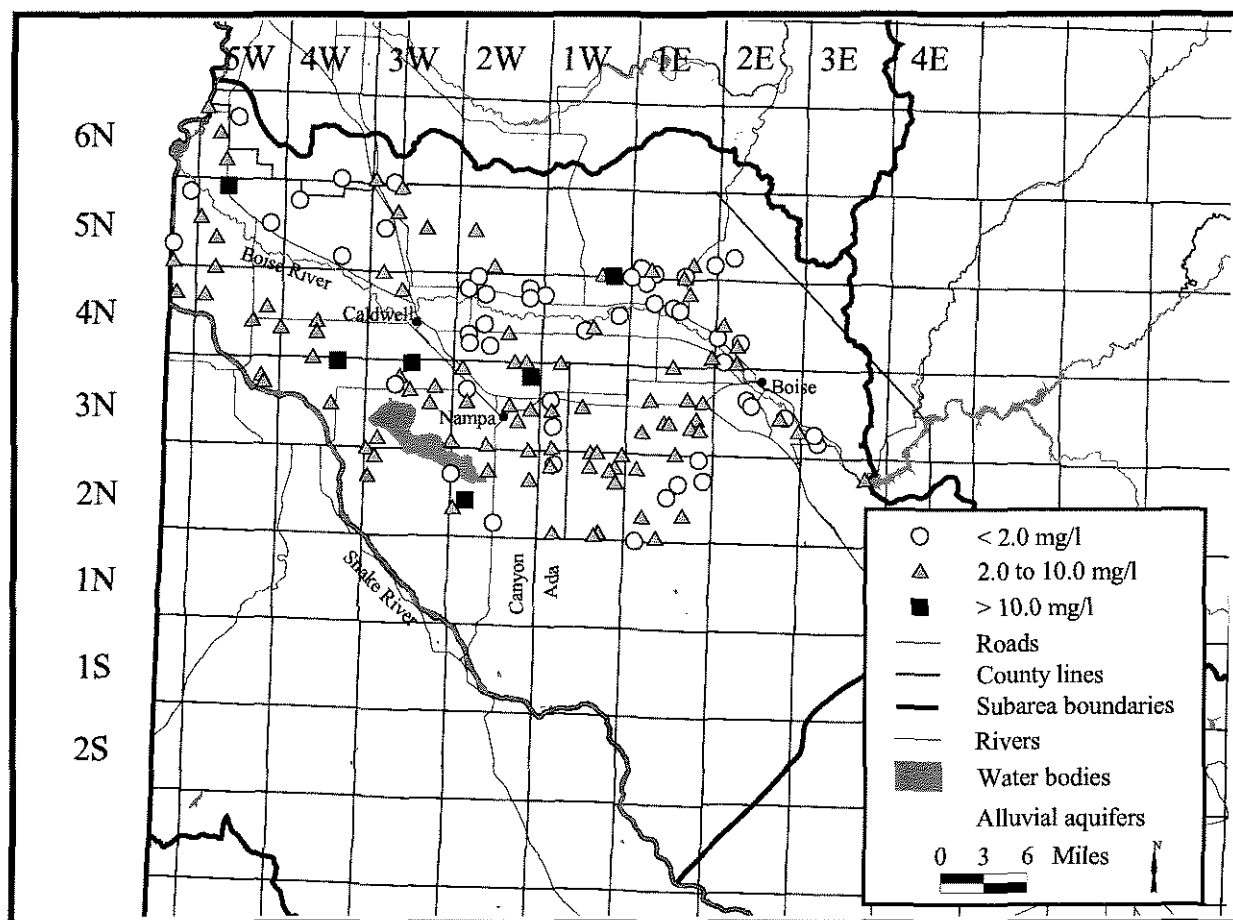 5W 4W 3W 2W 1W 1E 2E 3E 4E
6N
5N
4N
3N
2N
1N
1S
2S
Boise River
Caldwell
Boise
Nampa
Snake River
Canyon
Ada
< 2.0 mg/l
2.0 to 10.0 mg/l
> 10.0 mg/l
Roads
County lines
Subarea boundaries
Rivers
Water bodies
Alluvial aquifers
0 3 6 Miles
N